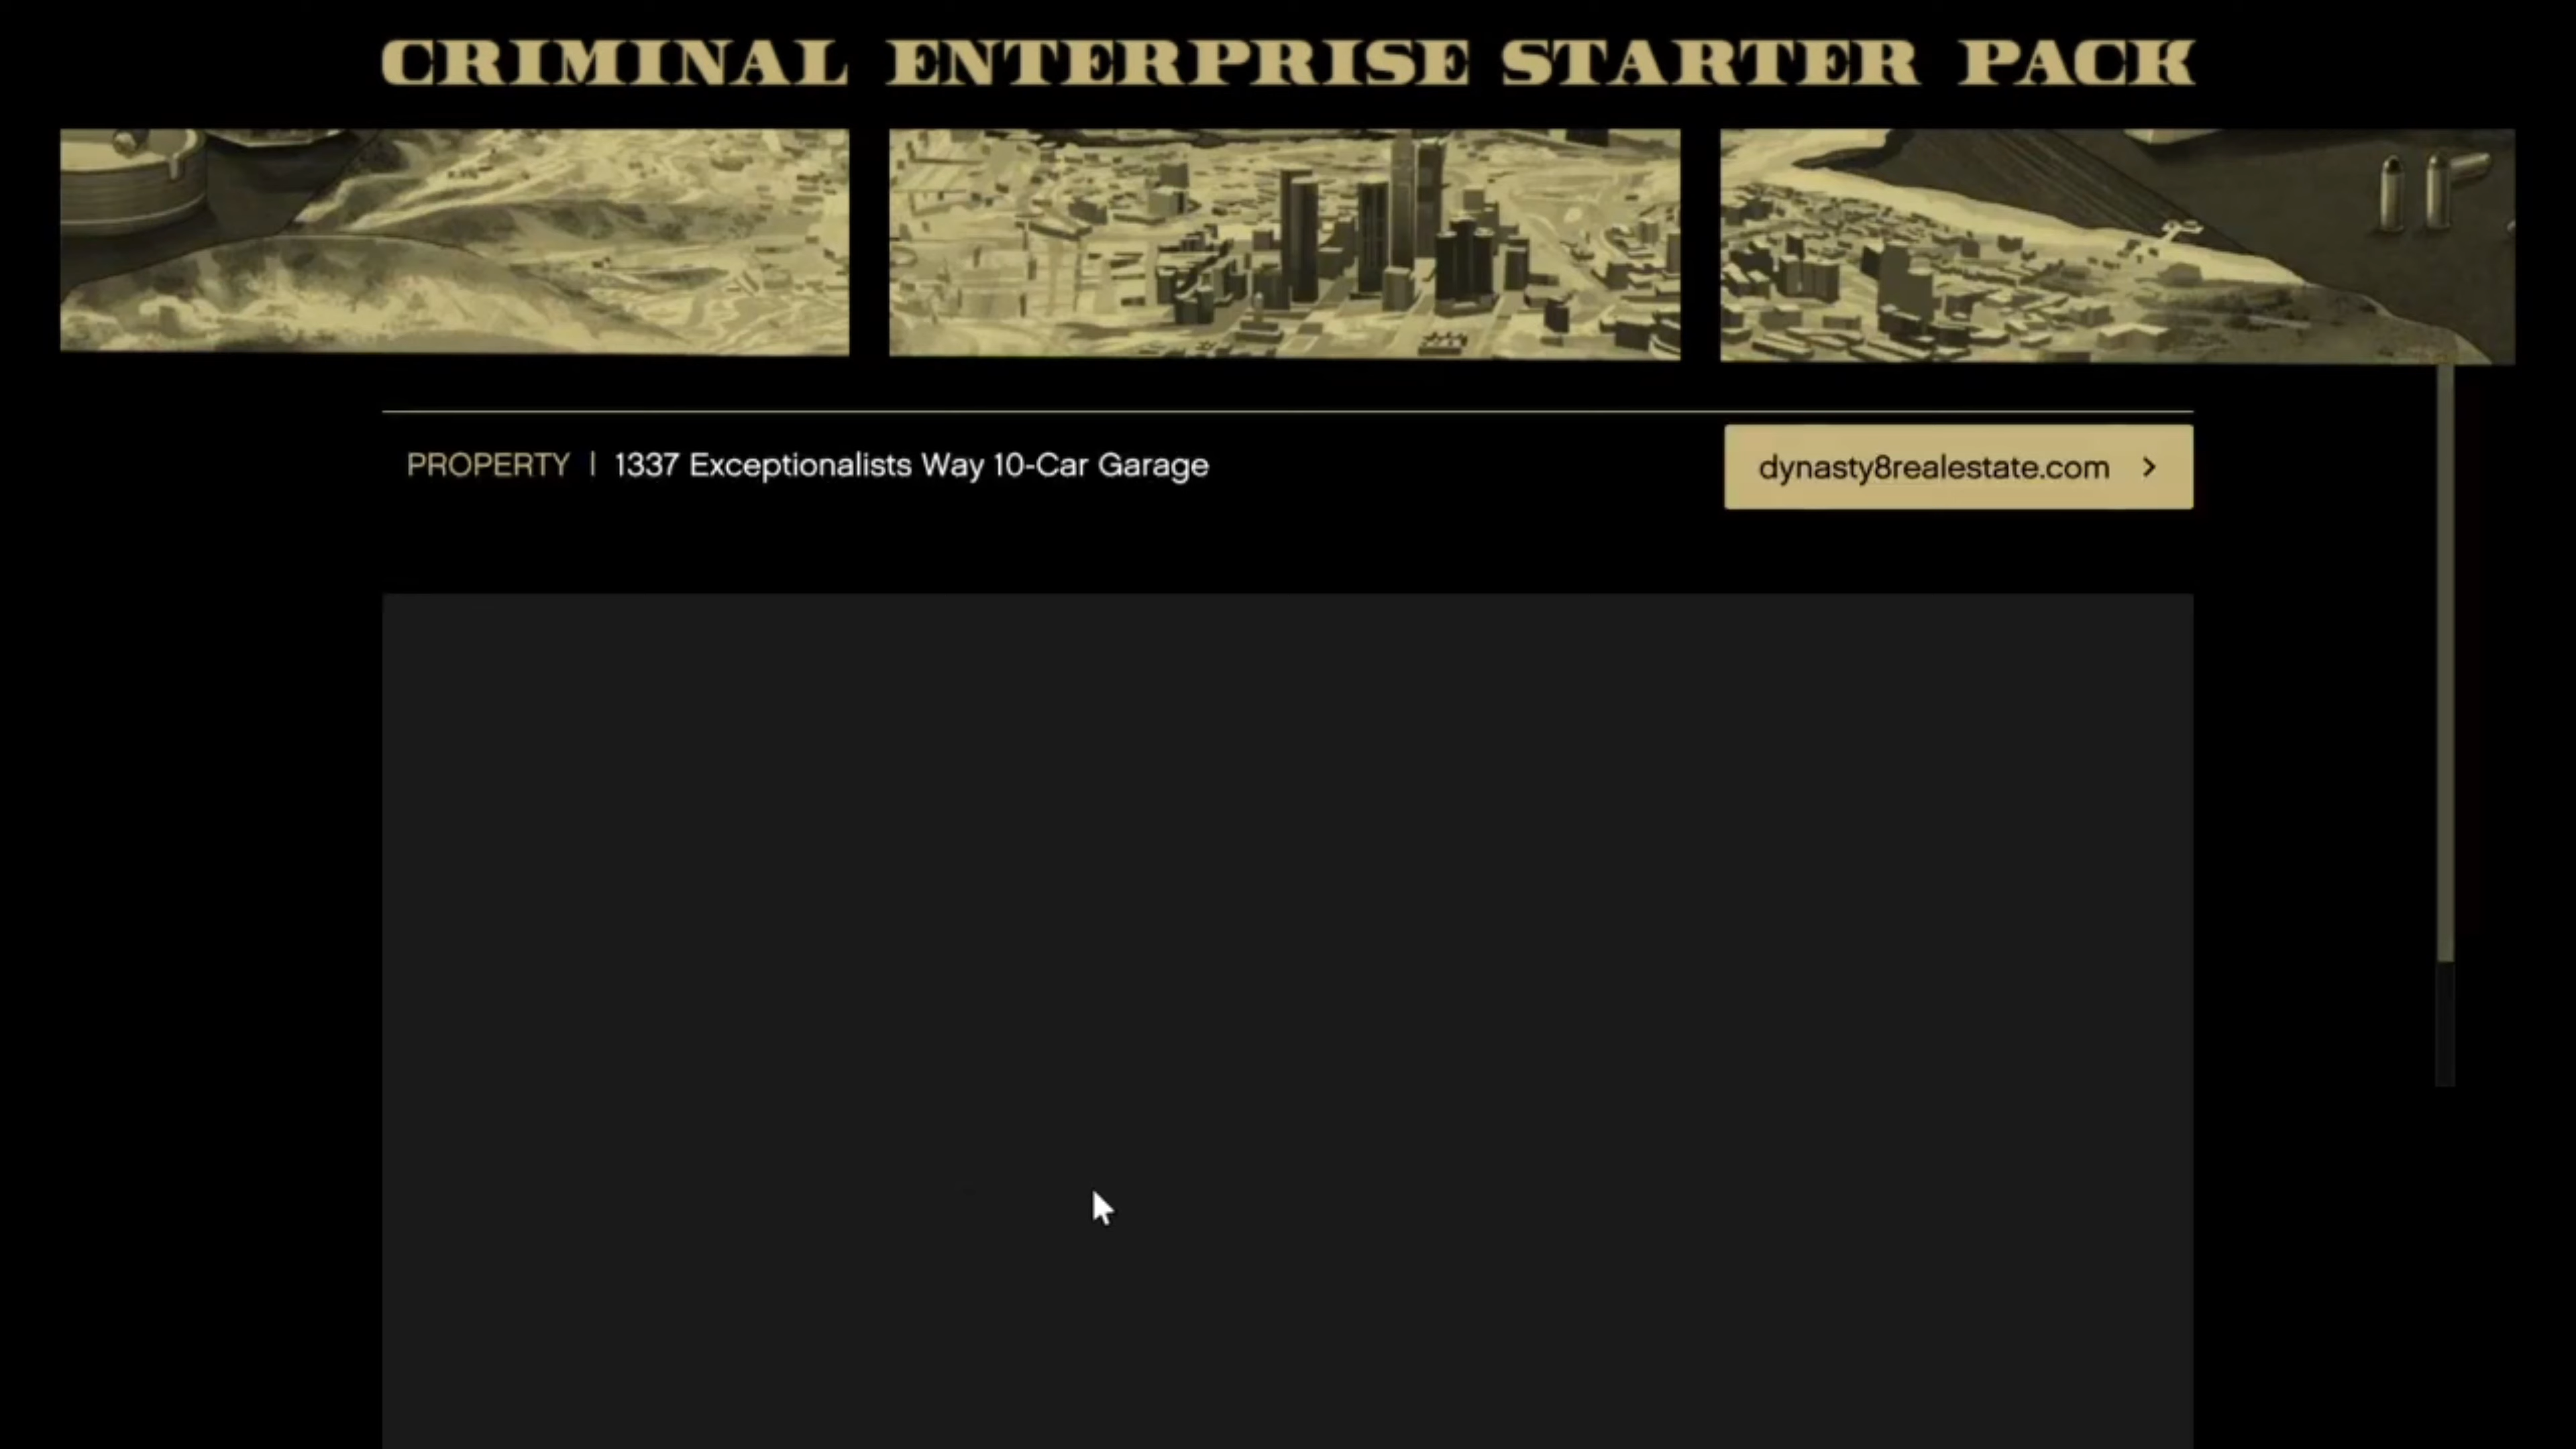 CRIMINAL ENTERPRISE STARTER PACK
PROPERTY | 1337 Exceptionalists Way 10-Car Garage
dynasty8realestate.com >